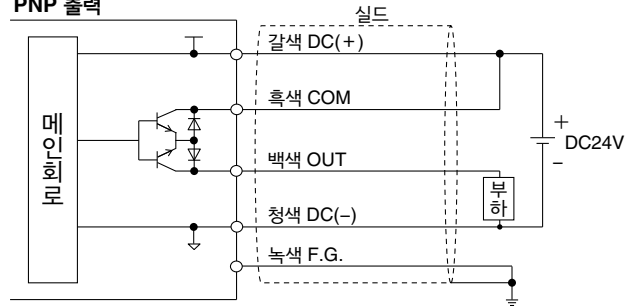 PNP 출력
실드
갈색 DC(+)
흑색 COM
메인회로
+
DC24V
−
백색 OUT
부하
청색 DC(−)
녹색 F.G.